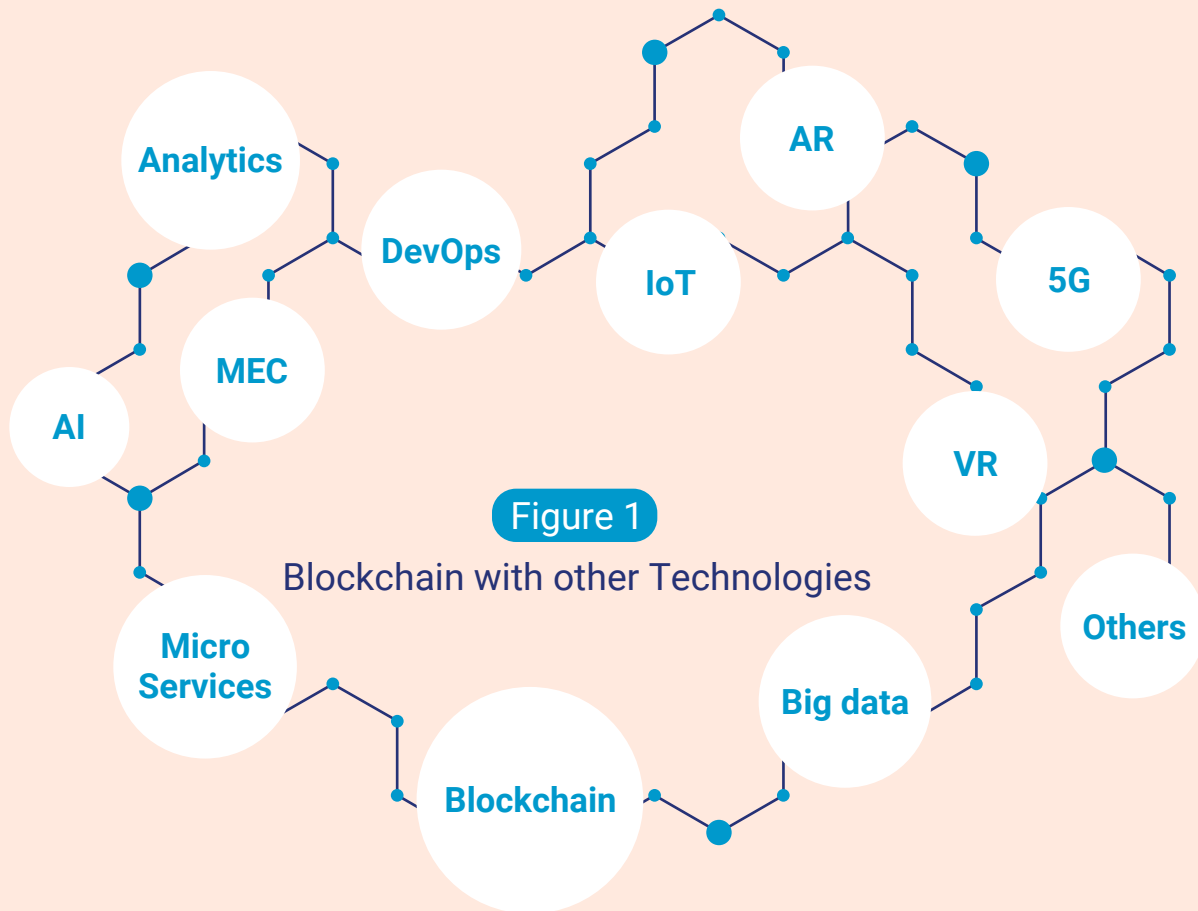 AR
Analytics
DevOps
IoT
5G
MEC
AI
VR
Figure 1
Blockchain with other Technologies
Others
Micro
Services
Big data
Blockchain